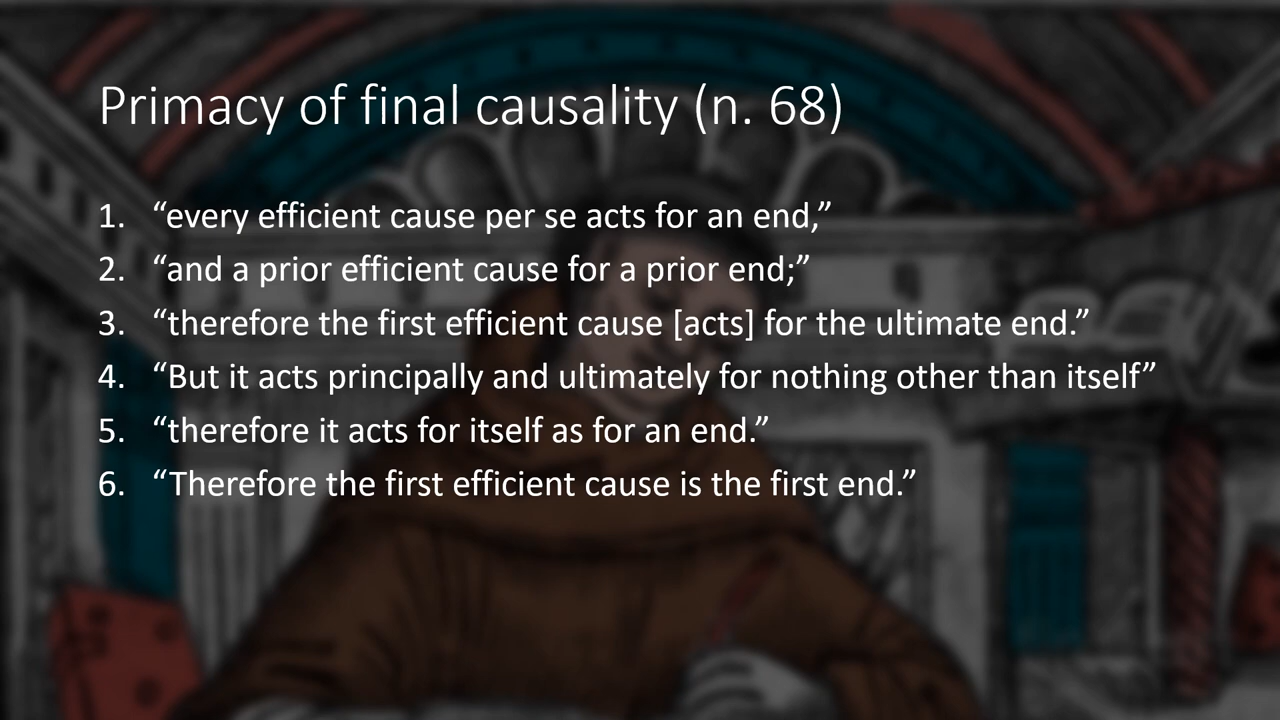 Primacy of final causality (n. 68)
1. “every efficient cause per se acts for an end,”
2. “and a prior efficient cause for a prior end;”
3. “therefore the first efficient cause [acts] for the ultimate end.”
4. “But it acts principally and ultimately for nothing other than itself”
5. “therefore it acts for itself as for an end.”
6. “Therefore the first efficient cause is the first end.”